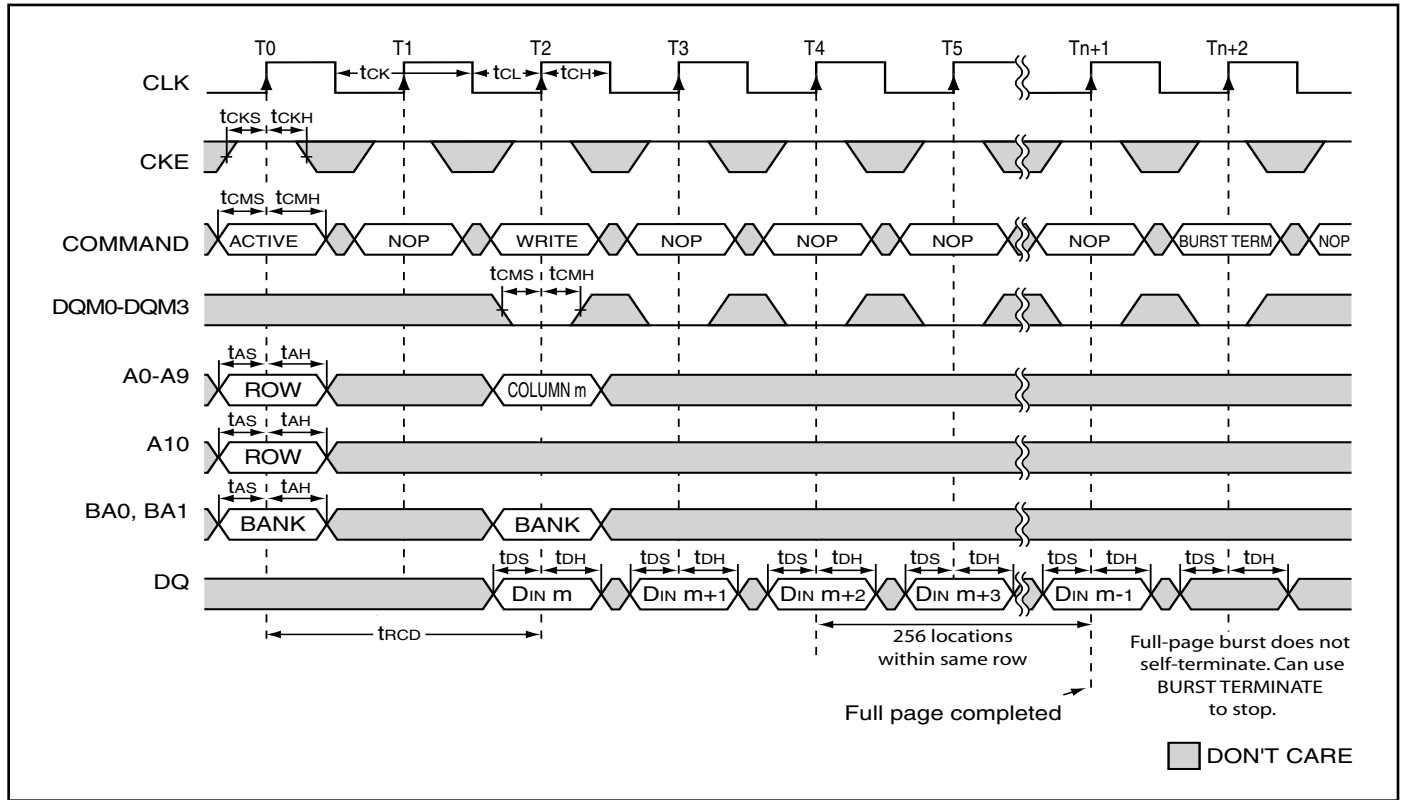 T0 T1 T2 T3 T4 T5 Tn+1 Tn+2
CLK
tCK tCL tCH
tCKS tCKH
CKE
tCMS tCMH
COMMAND ACTIVE NOP WRITE NOP NOP NOP NOP BURST TERM NOP
tCMS tCMH
DQM0-DQM3
tAS tAH
A0-A9 ROW COLUMN m
tAS tAH
A10 ROW
tAS tAH
BA0, BA1 BANK BANK
tDS tDH tDS tDH tDS tDH tDS tDH tDS tDH tDS tDH
DQ DIN m DIN m+1 DIN m+2 DIN m+3 DIN m-1
tRCD
256 locations
within same row
Full page completed
Full-page burst does not
self-terminate. Can use
BURST TERMINATE
to stop.
DON'T CARE